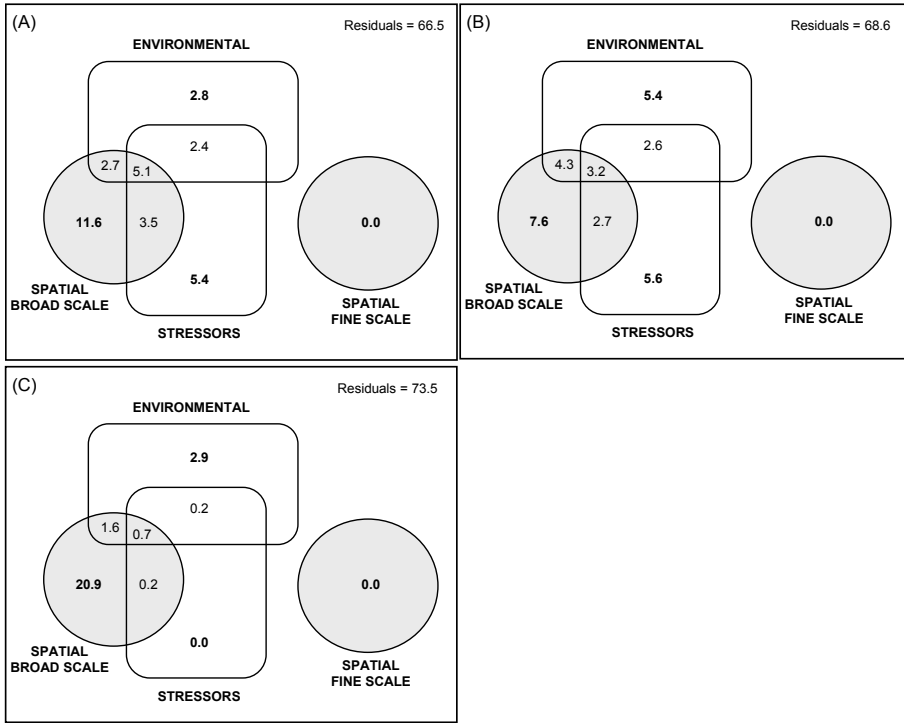 (A)
Residuals = 66.5
ENVIRONMENTAL
2.8
2.4
2.7
5.1
11.6
3.5
0.0
5.4
SPATIAL
BROAD SCALE
SPATIAL
FINE SCALE
STRESSORS
(B)
Residuals = 68.6
ENVIRONMENTAL
5.4
2.6
4.3
3.2
7.6
2.7
0.0
5.6
SPATIAL
BROAD SCALE
SPATIAL
FINE SCALE
STRESSORS
(C)
Residuals = 73.5
ENVIRONMENTAL
2.9
0.2
1.6
0.7
20.9
0.2
0.0
0.0
SPATIAL
BROAD SCALE
SPATIAL
FINE SCALE
STRESSORS